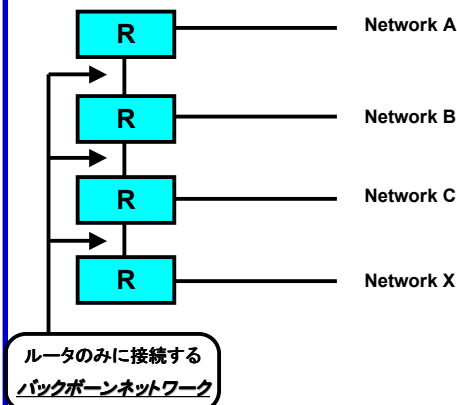 R
Network A
R
Network B
R
Network C
R
Network X
ルータのみに接続する
バックボーンネットワーク